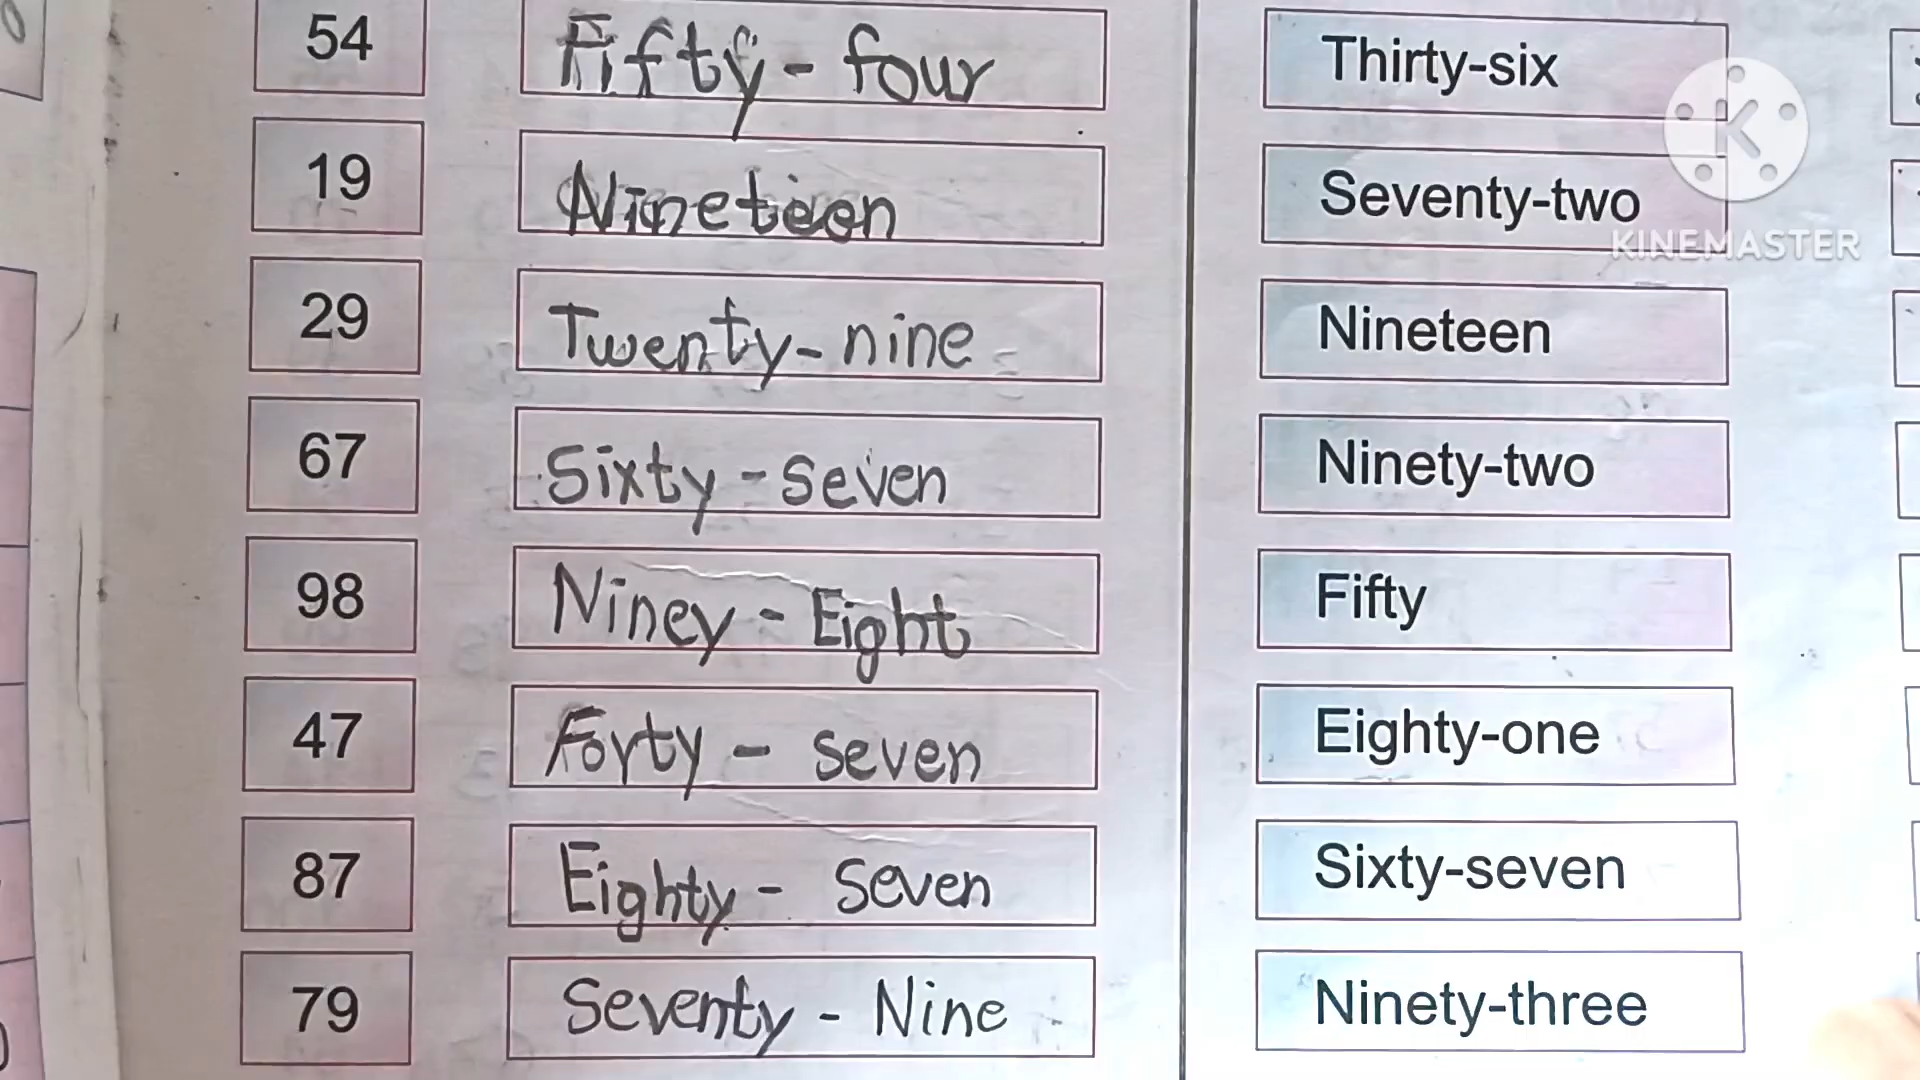 54 Fifty - four Thirty-six
19 Nineteen Seventy-two
KINEMASTER
29 Twenty - nine Nineteen
67 Sixty - seven Ninety-two
98 Niney - Eight Fifty
47 Forty - seven Eighty-one
87 Eighty - seven Sixty-seven
79 Seventy - Nine Ninety-three